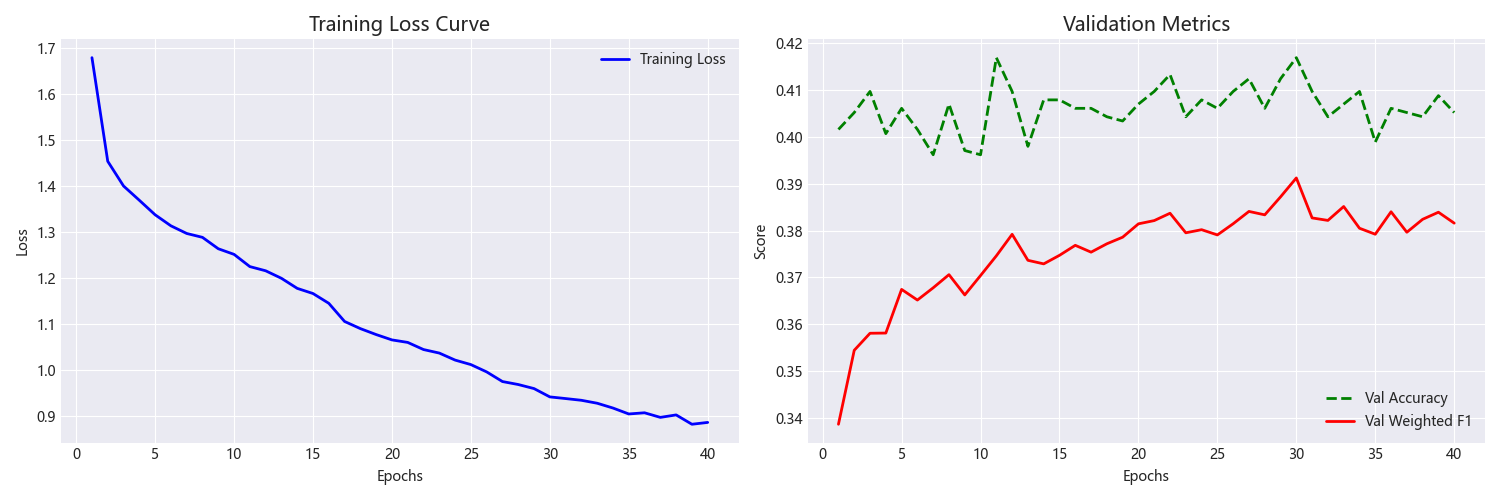 Training Loss Curve
Training Loss
1.7
1.6
1.5
1.4
1.3
1.2
1.1
1.0
0.9
Loss
0 5 10 15 20 25 30 35 40
Epochs
Validation Metrics
0.42
0.41
0.40
0.39
0.38
0.37
0.36
0.35
0.34
Score
Val Accuracy
Val Weighted F1
0 5 10 15 20 25 30 35 40
Epochs